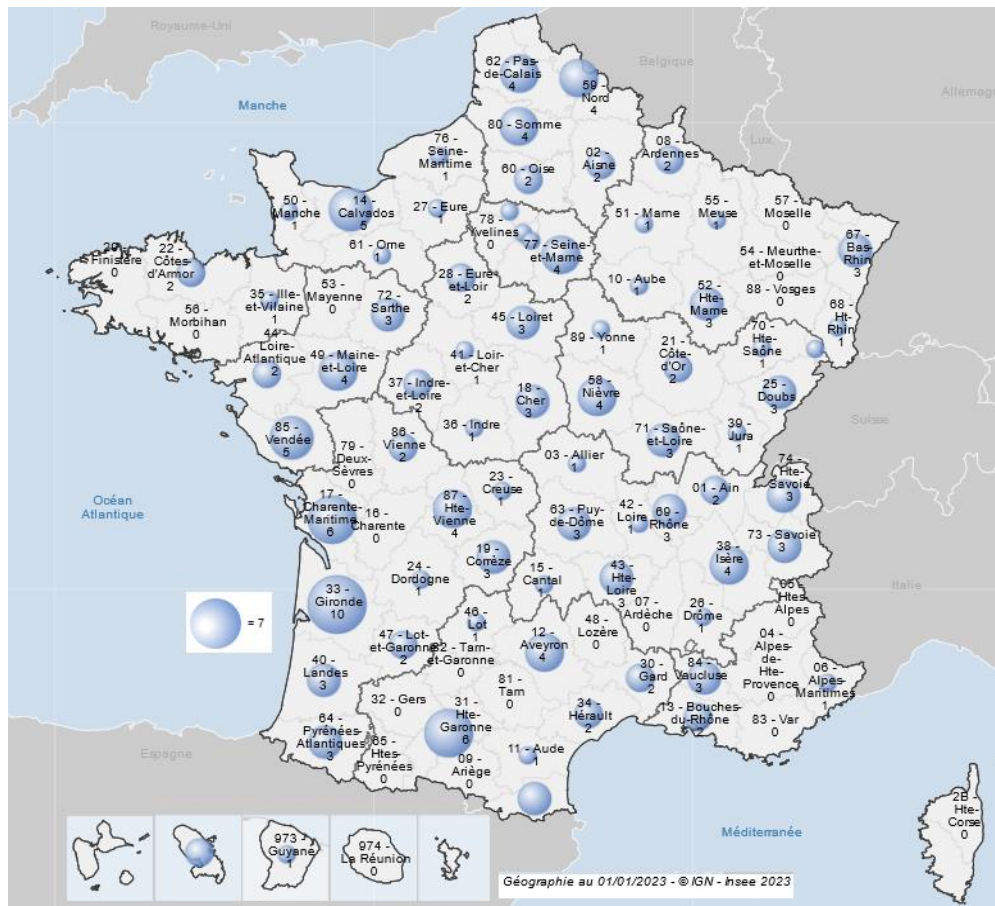 Royaume-Uni
Belgique
Allemagn
Lux.
Manche
62 - Pas-
de-Calais
4
59 -
Nord
4
80 - Somme
4
76 -
Seine-
Maritime
1
60 - Oise
2
02 -
Aisne
2
08 -
Ardennes
2
50 -
Manche
1
14 -
Calvados
5
27 - Eure
1
61 - Orne
1
78 -
Yvelines
0
77 - Seine-
et-Marne
4
51 - Marne
1
55 -
Meuse
1
57 -
Moselle
0
54 - Meurthe-
et-Moselle
0
67 -
Bas-
Rhin
3
88 - Vosges
0
68 -
Ht-
Rhin
1
29 -
Finistère
0
22 -
Côtes-
d'Armor
2
56 -
Morbihan
0
35 - Ille-
et-Vilaine
1
53 -
Mayenne
0
72 -
Sarthe
3
28 - Eure-
et-Loir
2
10 - Aube
1
52 -
Hte-
Marne
3
45 - Loiret
3
89 - Yonne
1
70 -
Hte-
Saône
1
44 -
Loire-
Atlantique
2
49 - Maine-
et-Loire
4
41 - Loir-
et-Cher
1
37 - Indre-
et-Loire
2
21 -
Côte-
d'Or
2
18 -
Cher
3
58 -
Nièvre
4
25 -
Doubs
3
85 -
Vendée
5
79 -
Deux-
Sèvres
0
86 -
Vienne
2
36 - Indre
1
71 - Saône-
et-Loire
3
39 -
Jura
1
Suisse
03 - Allier
1
74 -
Hte-
Savoie
3
01 - Ain
2
Océan
Atlantique
17 -
Charente-
Maritime
6
16 -
Charente
0
87 -
Hte-
Vienne
4
23 -
Creuse
1
63 - Puy-
de-Dôme
3
42 -
Loire
1
69 -
Rhône
3
73 - Savoie
3
38 -
Isère
4
19 -
Corrèze
3
24 -
Dordogne
1
15 -
Cantal
1
43 -
Hte-
Loire
3
07 -
Ardèche
0
26 -
Drôme
1
05 -
Htes-
Alpes
0
Italie
33 -
Gironde
10
= 7
46 -
Lot
1
47 - Lot-
et-Garonne
2
82 - Tarn-
et-Garonne
0
12 -
Aveyron
4
48 -
Lozère
0
04 -
Alpes-
de-
Hte-
Provence
0
40 -
Landes
3
81 -
Tarn
0
30 -
Gard
2
84 -
Vaucluse
3
06 -
Alpes-
Maritimes
1
32 - Gers
0
31 -
Hte-
Garonne
6
34 -
Hérault
2
13 - Bouches-
du-Rhône
2
83 - Var
0
64 -
Pyrénées-
Atlantiques
3
65 -
Htes-
Pyrénées
0
09 -
Ariège
0
11 - Aude
1
Espagne
2B -
Hte-
Corse
0
Méditerranée
973 -
Guyane
1
974 -
La Réunion
0
Géographie au 01/01/2023 - © IGN - Insee 2023